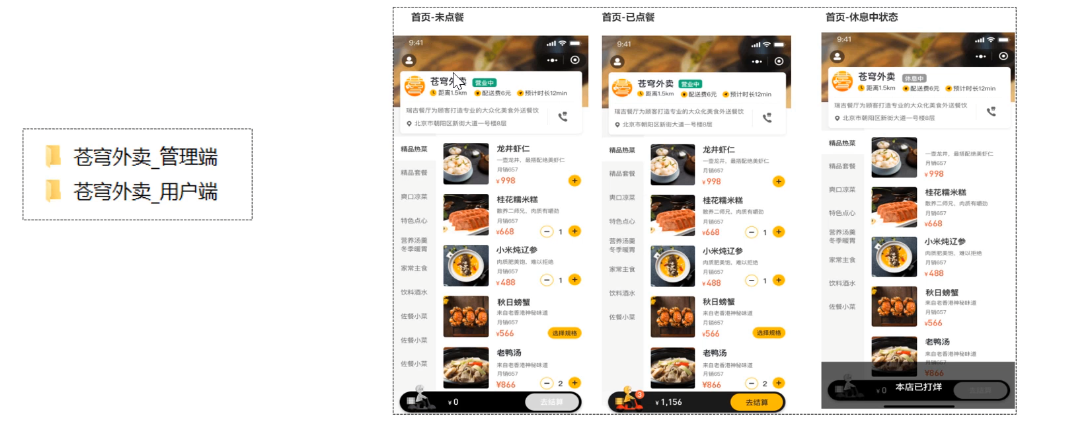 苍穹外卖_管理端
苍穹外卖_用户端
首页-未点餐
9:41
苍穹外卖 营业中
距离1.5km 配送费6元 预计时长12min
瑞吉餐厅为顾客打造专业的大众化美食外送餐饮
北京市朝阳区新街大道一号楼8层
精品热菜
精品套餐
爽口凉菜
特色点心
营养汤羹
冬季暖胃
家常主食
饮料酒水
佐餐小菜
佐餐小菜
佐餐小菜
龙井虾仁
一壶龙井，最搭配绝美虾仁
月销657
¥998
+
桂花糯米糕
散养二师兄，肉质有嚼劲
月销657
¥668
− 1 +
小米炖辽参
肉质肥美饱，难以拒绝
月销657
¥488
− 1 +
秋日螃蟹
来自老香港神秘味道
月销657
¥566
选择规格
老鸭汤
来自老香港神秘味道
月销657
¥866
− 2 +
¥0
去结算
首页-已点餐
9:41
苍穹外卖 营业中
距离1.5km 配送费6元 预计时长12min
瑞吉餐厅为顾客打造专业的大众化美食外送餐饮
北京市朝阳区新街大道一号楼8层
精品热菜
精品套餐
爽口凉菜
特色点心
营养汤羹
冬季暖胃
家常主食
饮料酒水
佐餐小菜
龙井虾仁
一壶龙井，最搭配绝美虾仁
月销657
¥998
+
桂花糯米糕
散养二师兄，肉质有嚼劲
月销657
¥668
− 1 +
小米炖辽参
肉质肥美饱，难以拒绝
月销657
¥488
− 1 +
秋日螃蟹
来自老香港神秘味道
月销657
¥566
选择规格
老鸭汤
来自老香港神秘味道
月销657
¥866
− 2 +
3
¥1,156
去结算
首页-休息中状态
9:41
苍穹外卖 休息中
距离1.5km 配送费6元 预计时长12min
瑞吉餐厅为顾客打造专业的大众化美食外送餐饮
北京市朝阳区新街大道一号楼8层
精品热菜
精品套餐
爽口凉菜
特色点心
营养汤羹
冬季暖胃
家常主食
饮料酒水
佐餐小菜
一壶龙井，最搭配绝美虾仁
月销657
¥998
桂花糯米糕
散养二师兄，肉质有嚼劲
月销657
¥668
小米炖辽参
肉质肥美饱，难以拒绝
月销657
¥488
秋日螃蟹
来自老香港神秘味道
月销657
¥566
老鸭汤
来自老香港神秘味道
月销657
¥866
本店已打烊
¥0
去结算